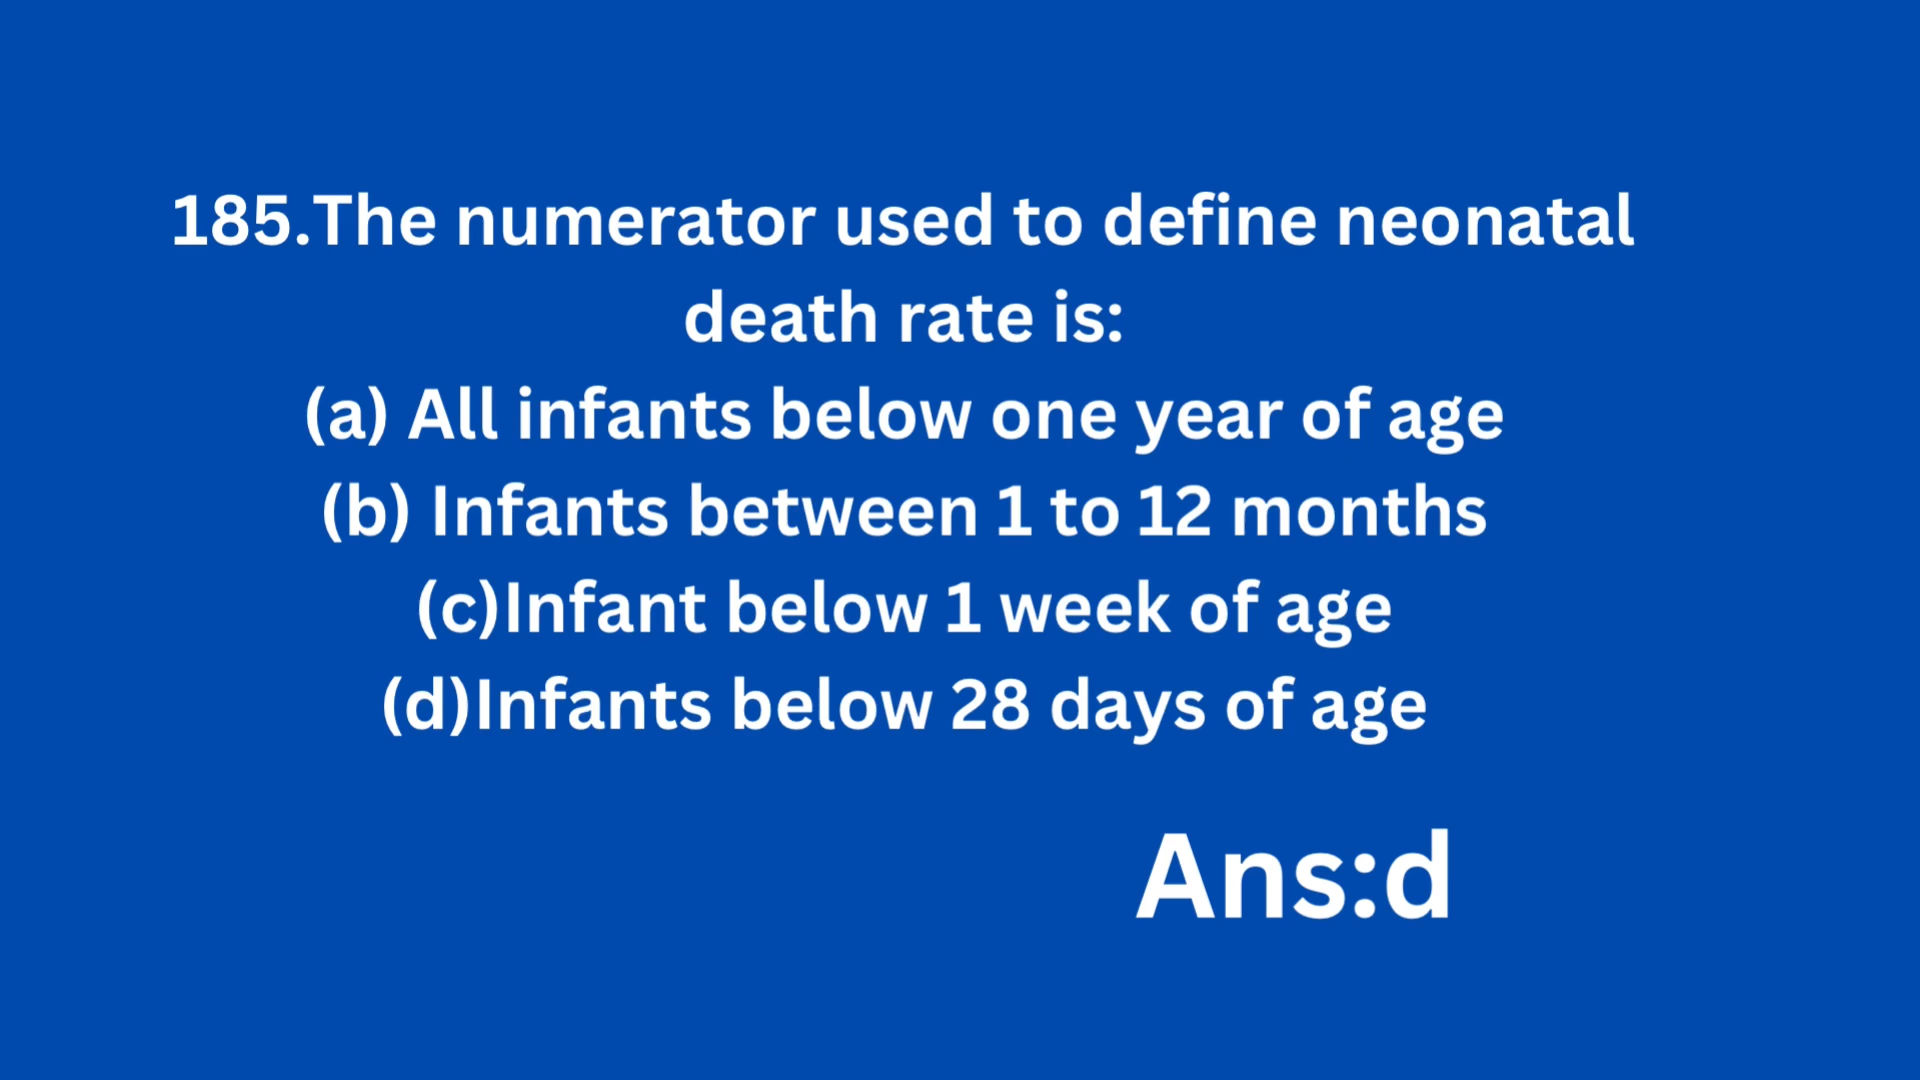 185.The numerator used to define neonatal
death rate is:
(a) All infants below one year of age
(b) Infants between 1 to 12 months
(c)Infant below 1 week of age
(d)Infants below 28 days of age
Ans:d